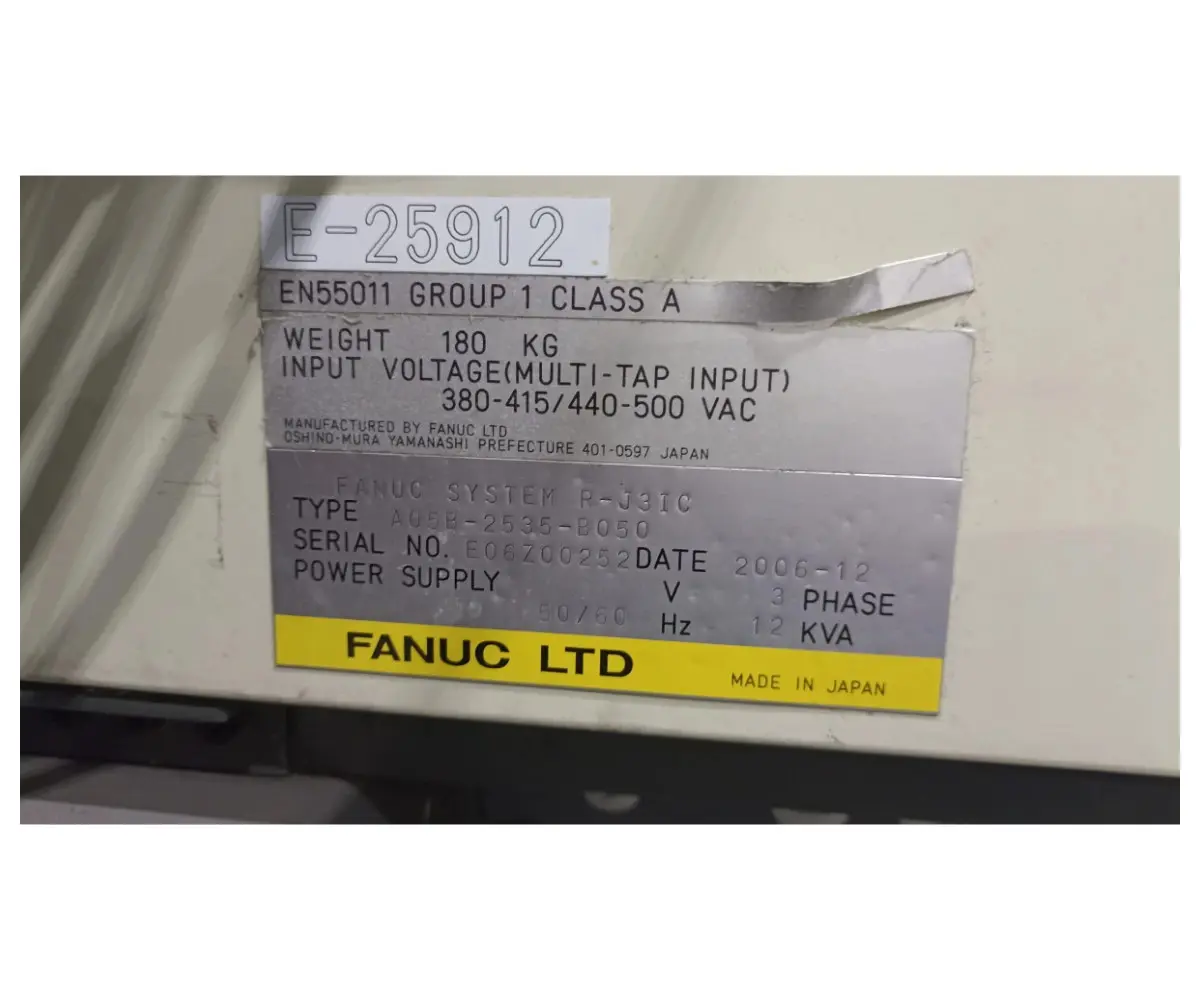 E-25912
EN55011 GROUP 1 CLASS A
WEIGHT 180 KG
INPUT VOLTAGE(MULTI-TAP INPUT)
380-415/440-500 VAC
MANUFACTURED BY FANUC LTD
OSHINO-MURA YAMANASHI PREFECTURE 401-0597 JAPAN
FANUC SYSTEM R-J3IC
TYPE A05B-2535-B050
SERIAL NO. E06Z00252 DATE 2006-12
POWER SUPPLY V 3 PHASE
50/60 Hz 12 KVA
FANUC LTD MADE IN JAPAN